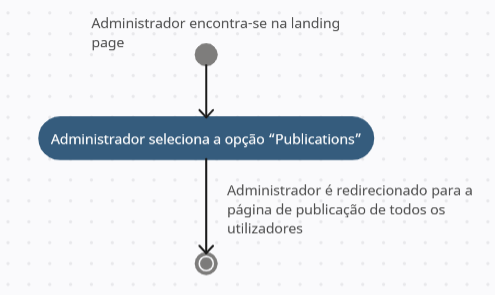 Administrador encontra-se na landing
page
Administrador seleciona a opção “Publications”
Administrador é redirecionado para a
página de publicação de todos os
utilizadores